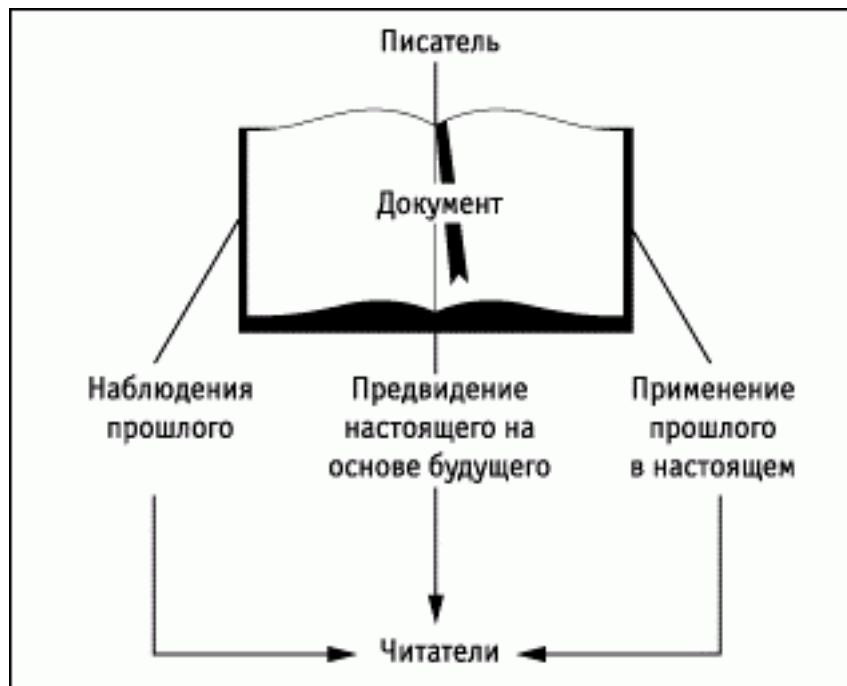 Писатель
Документ
Наблюдения
прошлого
Предвидение
настоящего на
основе будущего
Применение
прошлого
в настоящем
Читатели